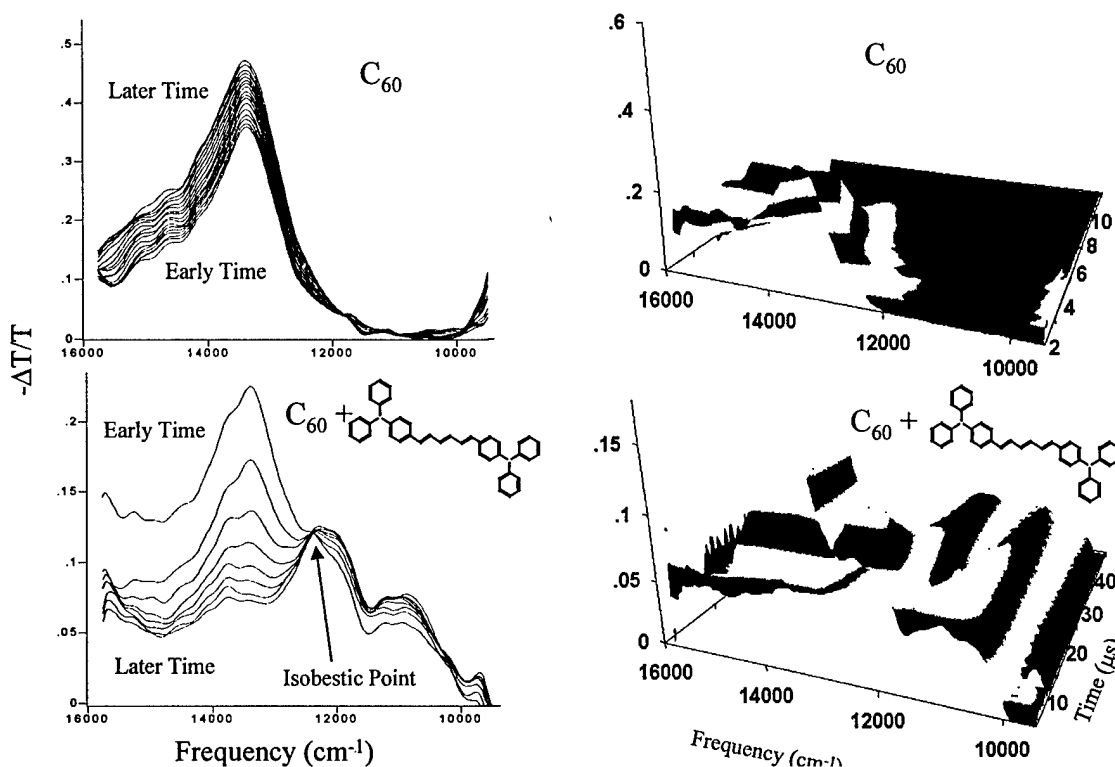 .5
.4
.3
.2
.1
0
16000 14000 12000 10000
Later Time
Early Time
C60
-ΔT/T
.2
.15
.1
.05
0
16000 14000 12000 10000
Early Time
Later Time
C60 +
Isobestic Point
Frequency (cm-1)
.6
.4
.2
0
16000
14000
12000
10000
10
8
6
4
2
C60
.15
.1
.05
0
16000
14000
12000
10000
40
30
20
10
C60 +
Time (μs)
Frequency (cm-1)